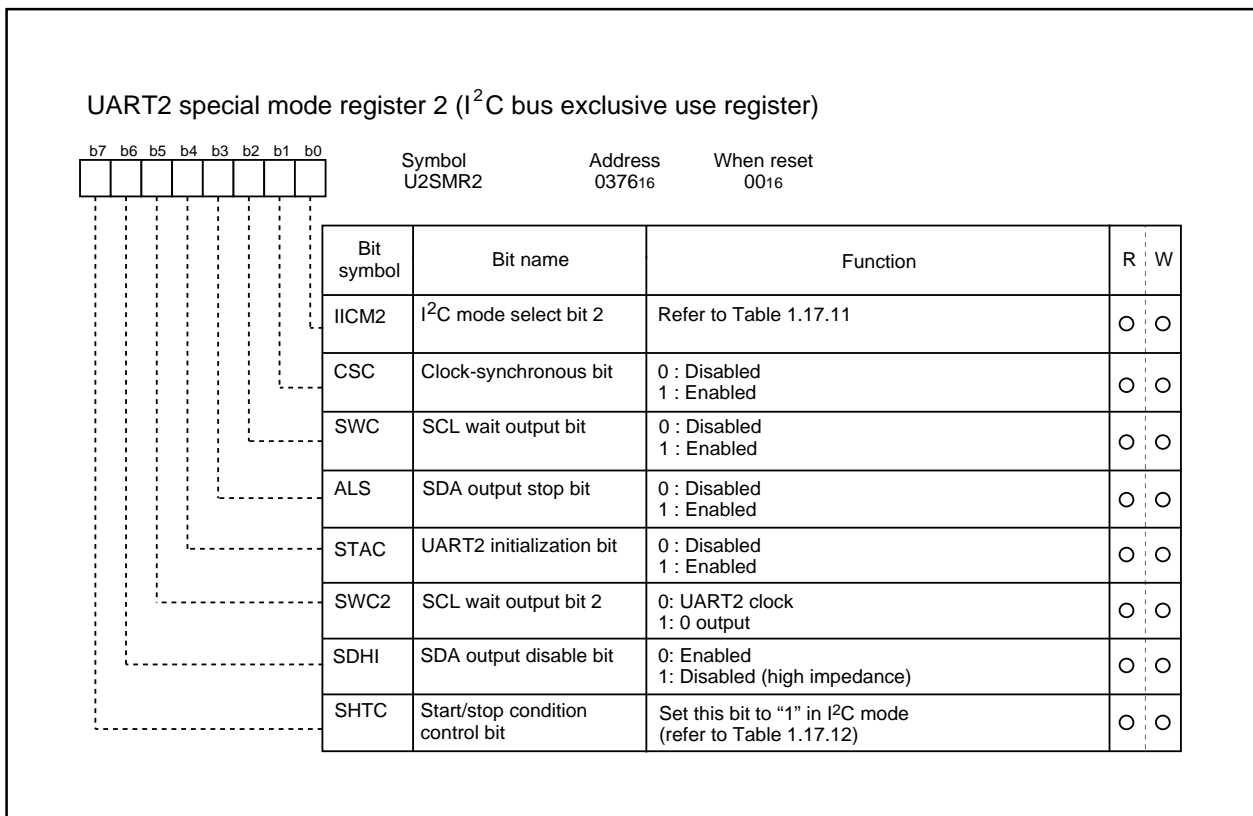 UART2 special mode register 2 (I2C bus exclusive use register)
b7 b6 b5 b4 b3 b2 b1 b0
Symbol Address When reset
U2SMR2 037616 0016
Bit symbol Bit name Function R W
IICM2 I2C mode select bit 2 Refer to Table 1.17.11
CSC Clock-synchronous bit 0 : Disabled
1 : Enabled
SWC SCL wait output bit 0 : Disabled
1 : Enabled
ALS SDA output stop bit 0 : Disabled
1 : Enabled
STAC UART2 initialization bit 0 : Disabled
1 : Enabled
SWC2 SCL wait output bit 2 0: UART2 clock
1: 0 output
SDHI SDA output disable bit 0: Enabled
1: Disabled (high impedance)
SHTC Start/stop condition control bit Set this bit to “1” in I2C mode
(refer to Table 1.17.12)